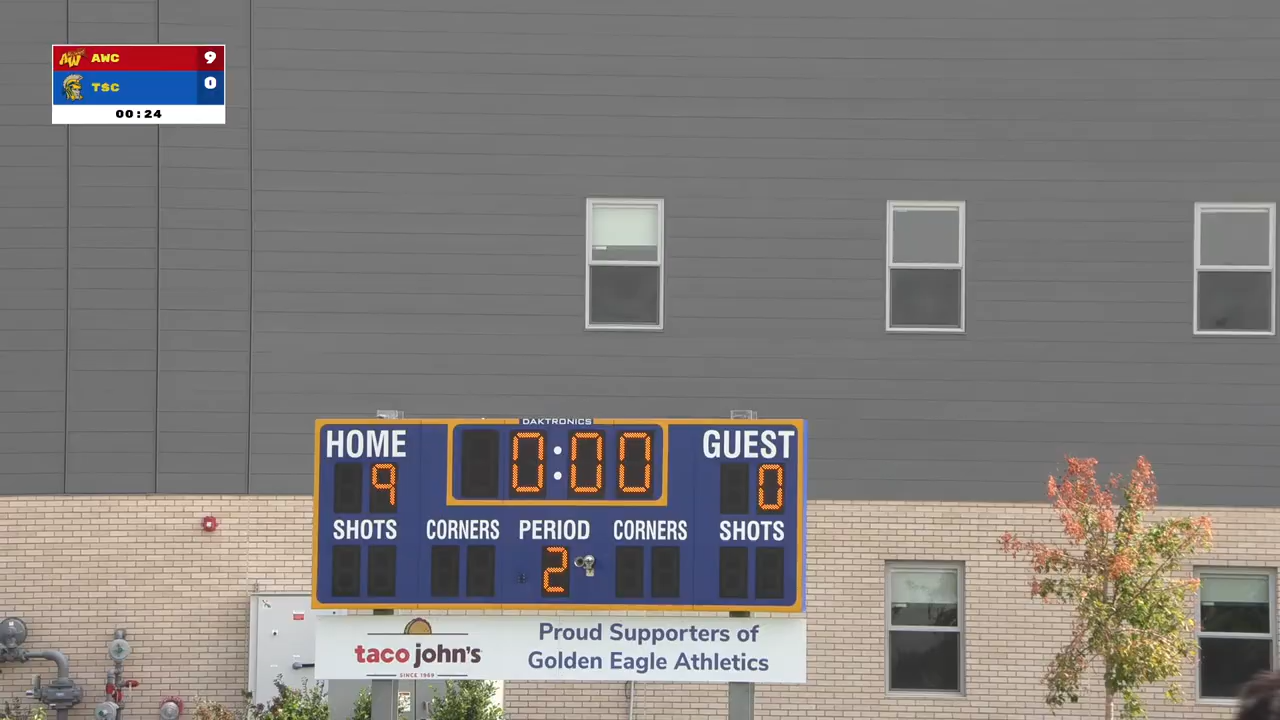 AW
AWC 9
TSC 0
00:24
DAKTRONICS
HOME 0:00 GUEST
9 0
SHOTS CORNERS PERIOD CORNERS SHOTS
2
taco john's
SINCE 1969
Proud Supporters of
Golden Eagle Athletics